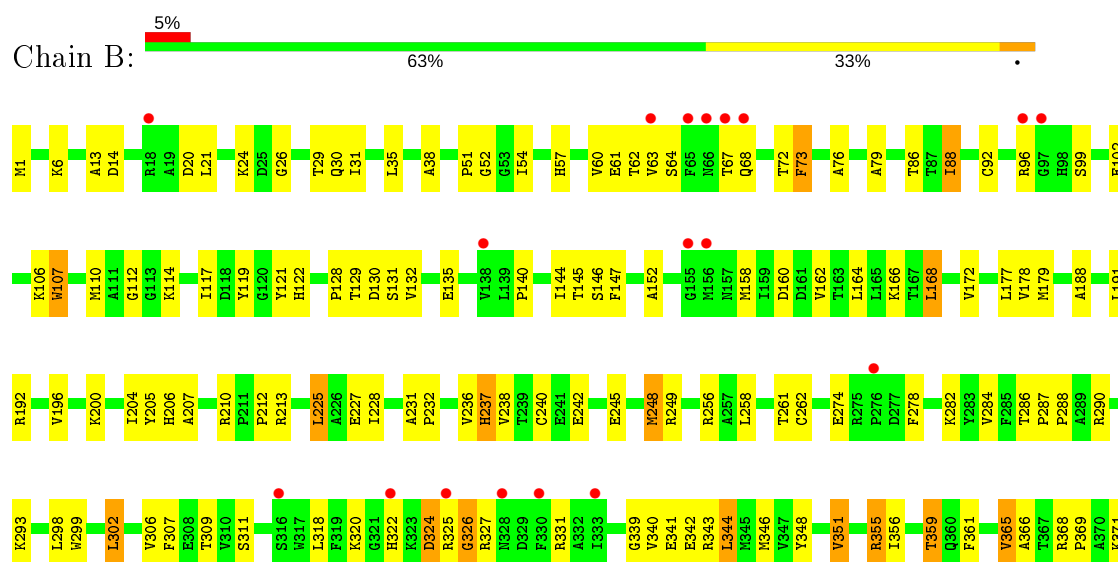 5%
Chain B:
63% 33% •
M1 K6 A13 D14 R18 A19 D20 L21 K24 D25 G26 T29 Q30 I31 L35 A38 P51 G52 G53 I54 H57 V60 E61 T62 V63 S64 F65 N66 T67 Q68 T72 F73 A76 A79 T86 T87 I88 C92 R96 G97 H98 S99
K106 W107 M110 A111 G112 G113 K114 I117 D118 Y119 G120 Y121 H122 P128 T129 D130 S131 V132 E135 V138 L139 P140 I144 T145 S146 F147 A152 G155 M156 N157 M158 I159 D160 D161 V162 T163 L164 L165 K166 T167 L168 V172 L177 V178 M179 A188 L191
R192 V196 K200 I204 Y205 H206 A207 R210 P211 P212 R213 L225 A226 E227 I228 A231 P232 V236 H237 V238 T239 C240 E241 E242 E245 M248 R249 R256 A257 L258 T261 C262 E274 R275 P276 D277 F278 K282 Y283 V284 F285 T286 P287 P288 A289 R290
K293 L298 W299 L302 V306 F307 E308 T309 V310 S311 S316 W317 L318 F319 K320 G321 H322 K323 D324 R325 G326 R327 N328 D329 F330 R331 A332 I333 G339 V340 E341 E342 R343 L344 M345 M346 V347 Y348 V351 R355 I356 T359 Q360 F361 V365 A366 T367 R368 P369 A370 K371